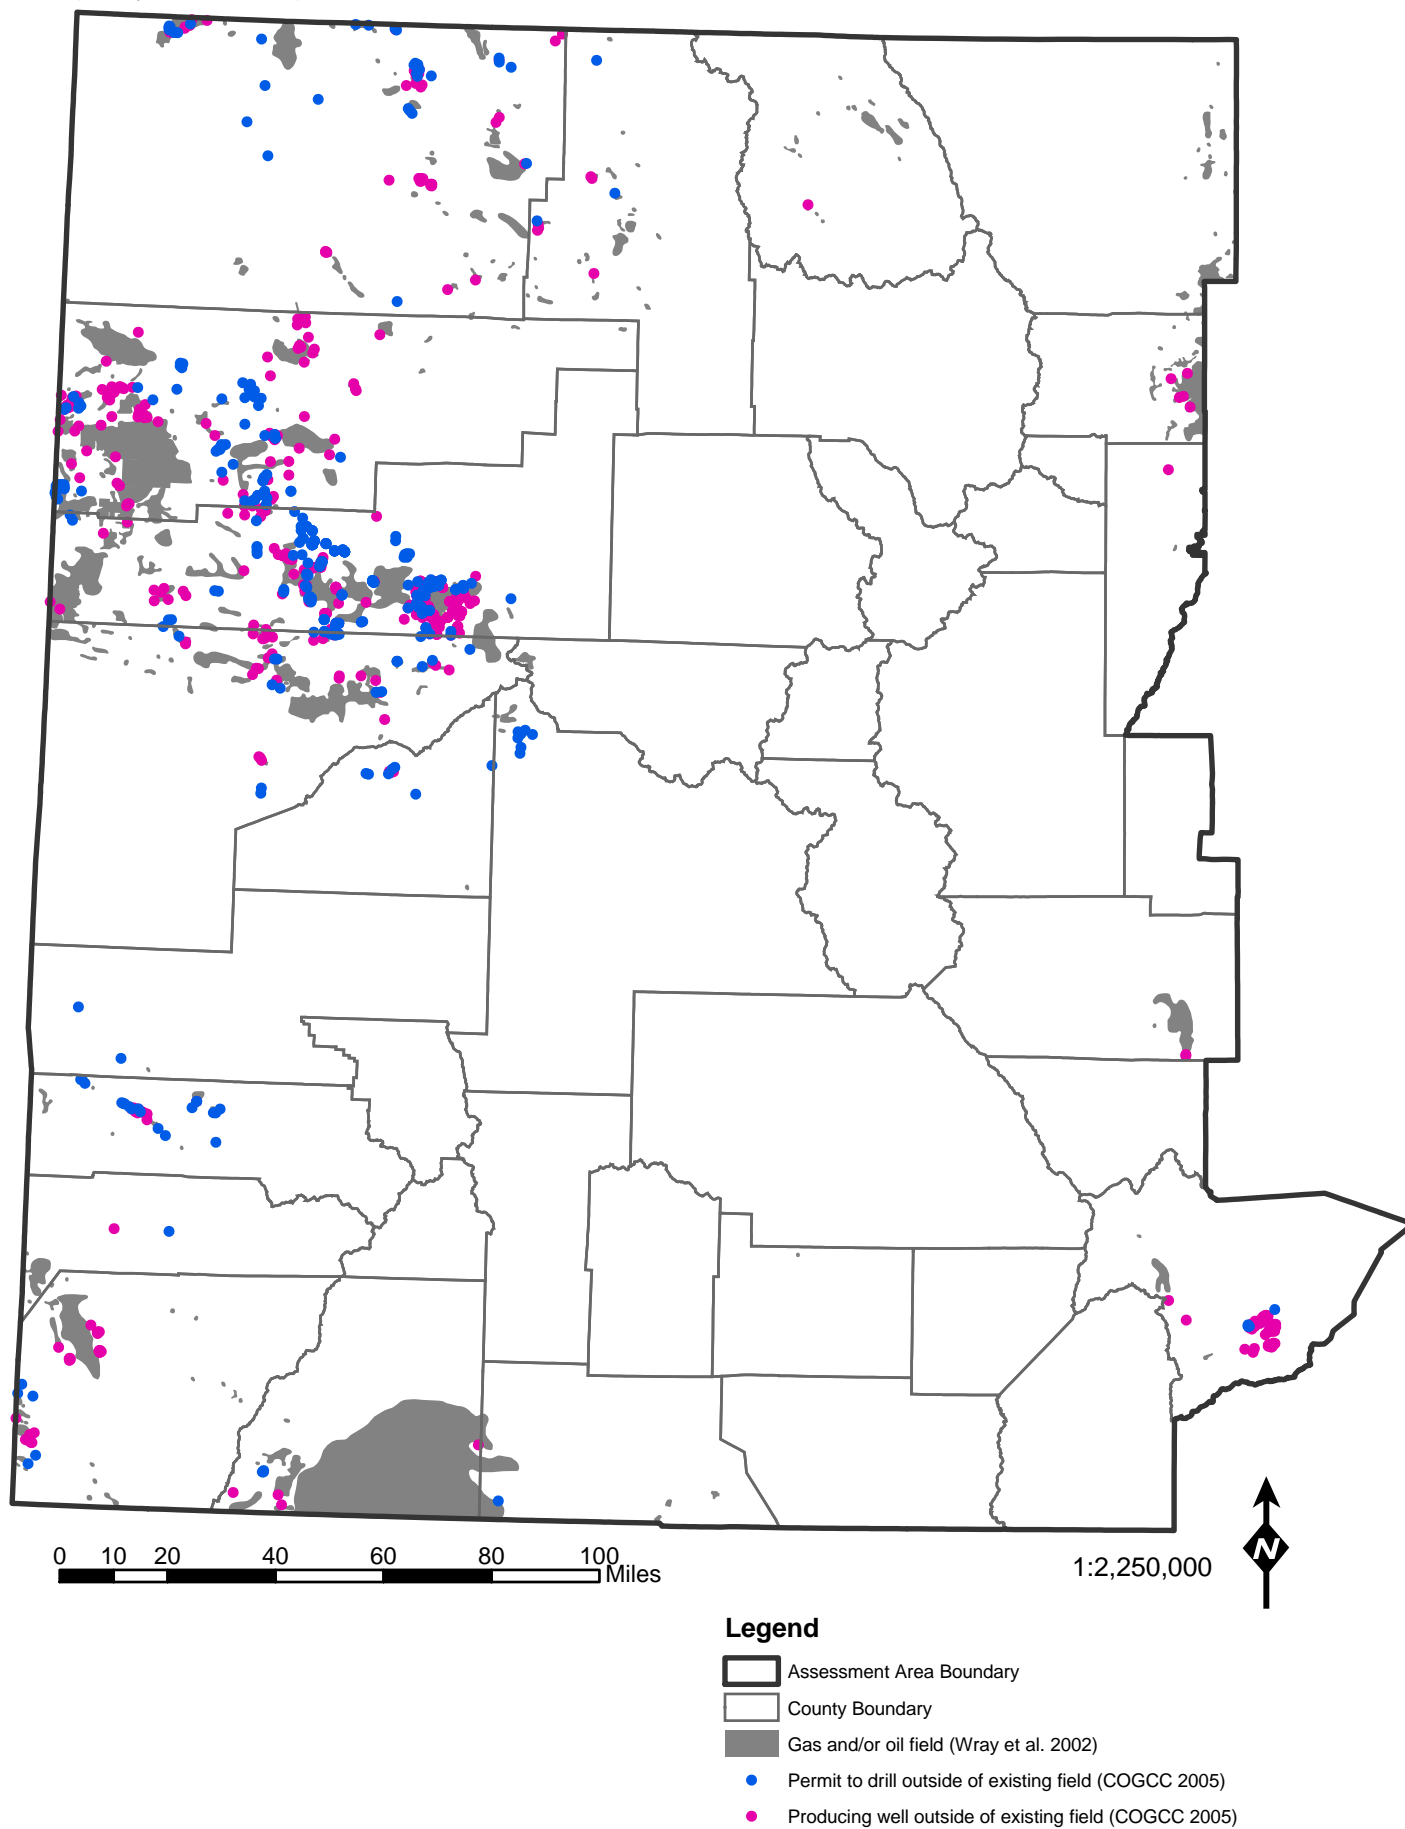 0 10 20 40 60 80 100
Miles
1:2,250,000
N
Legend
Assessment Area Boundary
County Boundary
Gas and/or oil field (Wray et al. 2002)
Permit to drill outside of existing field (COGCC 2005)
Producing well outside of existing field (COGCC 2005)